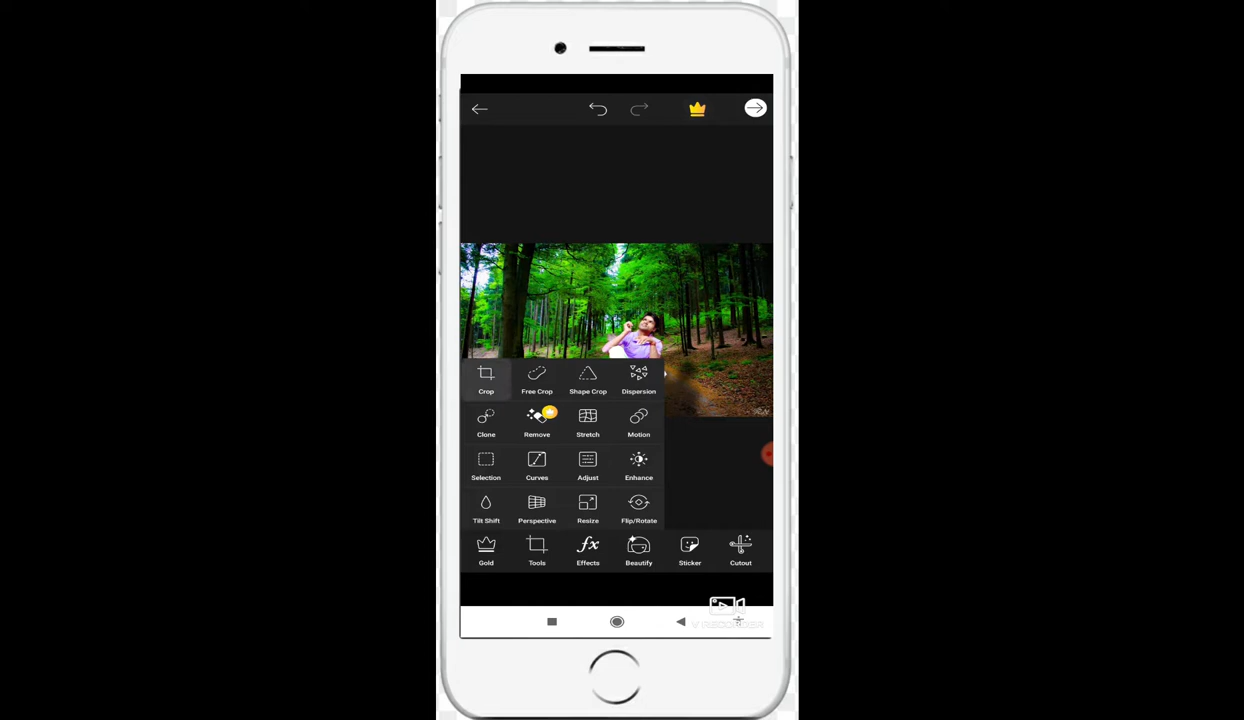 Crop Free Crop Shape Crop Dispersion
Clone Remove Stretch Motion
Selection Curves Adjust Enhance
Tilt Shift Perspective Resize Flip/Rotate
Gold Tools fx Effects Beautify Sticker Cutout